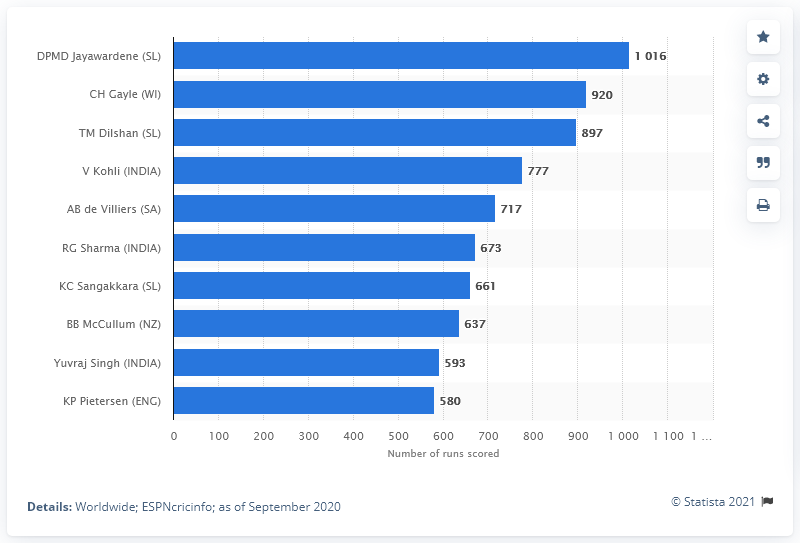 DPMD Jayawardene (SL) 1 016
CH Gayle (WI) 920
TM Dilshan (SL) 897
V Kohli (INDIA) 777
AB de Villiers (SA) 717
RG Sharma (INDIA) 673
KC Sangakkara (SL) 661
BB McCullum (NZ) 637
Yuvraj Singh (INDIA) 593
KP Pietersen (ENG) 580
0 100 200 300 400 500 600 700 800 900 1 000 1 100 1 ...
Number of runs scored
Details: Worldwide; ESPNcricinfo; as of September 2020
© Statista 2021